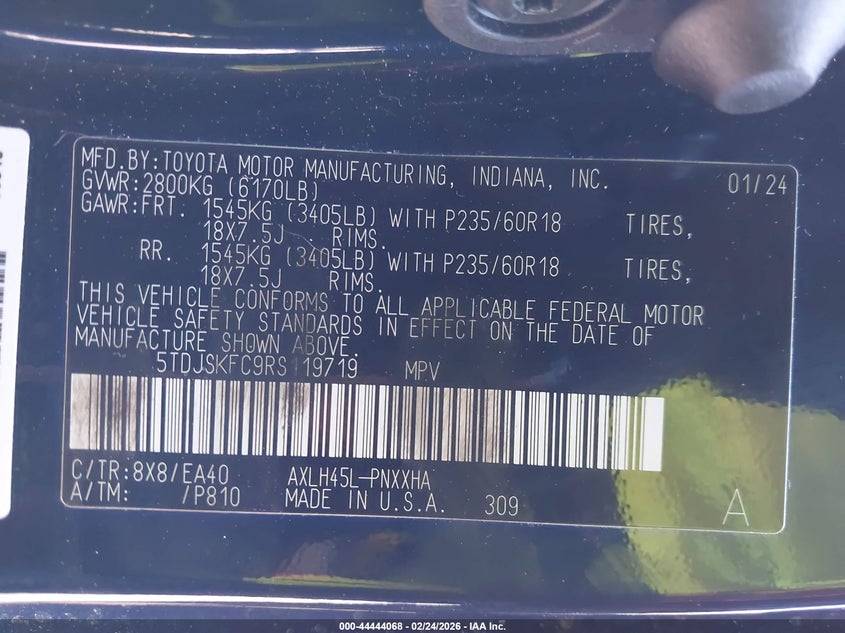 MFD.BY:TOYOTA MOTOR MANUFACTURING, INDIANA, INC. 01/24
GVWR:2800KG (6170LB)
GAWR:FRT. 1545KG (3405LB) WITH P235/60R18 TIRES,
18X7.5J RIMS.
RR. 1545KG (3405LB) WITH P235/60R18 TIRES,
18X7.5J RIMS.
THIS VEHICLE CONFORMS TO ALL APPLICABLE FEDERAL MOTOR
VEHICLE SAFETY STANDARDS IN EFFECT ON THE DATE OF
MANUFACTURE SHOWN ABOVE.
5TDJSKFC9RS119719 MPV
C/TR:8X8/EA40 AXLH45L-PNXXHA
A/TM: /P810 MADE IN U.S.A. 309 A
000-44444068 - 02/24/2026 - IAA Inc.